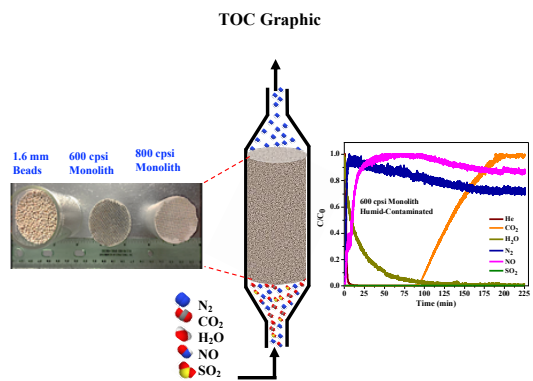 TOC Graphic
1.6 mm
Beads
600 cpsi
Monolith
800 cpsi
Monolith
N₂
CO₂
H₂O
NO
SO₂
C/C₀
1.0
0.8
0.6
0.4
0.2
0.0
600 cpsi Monolith
Humid-Contaminated
He
CO₂
H₂O
N₂
NO
SO₂
0 25 50 75 100 125 150 175 200 225
Time (min)